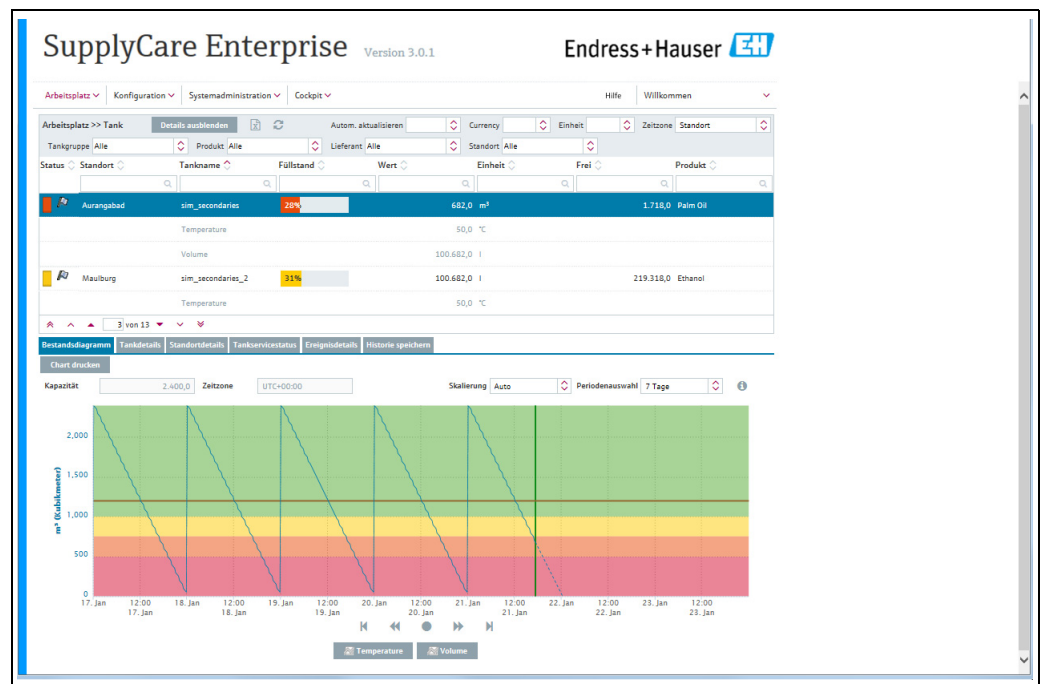 SupplyCare Enterprise Version 3.0.1 Endress+Hauser EH
Arbeitsplatz Konfiguration Systemadministration Cockpit Hilfe Willkommen
Arbeitsplatz >> Tank Details ausblenden Autom. aktualisieren Currency Einheit Zeitzone Standort
Tankgruppe Alle Produkt Alle Lieferant Alle Standort Alle
Status Standort Tankname Füllstand Wert Einheit Frei Produkt
Aurangabad sim_secondaries 28% 682,0 m³ 1.718,0 Palm Oil
Temperature 50,0 °C
Volume 100.682,0 l
Maulburg sim_secondaries_2 31% 100.682,0 l 219.318,0 Ethanol
Temperature 50,0 °C
3 von 13
Bestandsdiagramm Tankdetails Standortdetails Tankservicestatus Ereignisdetails Historie speichern
Chart drucken
Kapazität 2.400,0 Zeitzone UTC+00:00 Skalierung Auto Periodenauswahl 7 Tage
m³ (Kubikmeter)
2,000
1,500
1,000
500
0
17. Jan 12:00 18. Jan 12:00 19. Jan 12:00 20. Jan 12:00 21. Jan 12:00 22. Jan 12:00 23. Jan 12:00
17. Jan 18. Jan 19. Jan 20. Jan 21. Jan 22. Jan 23. Jan
Temperature Volume